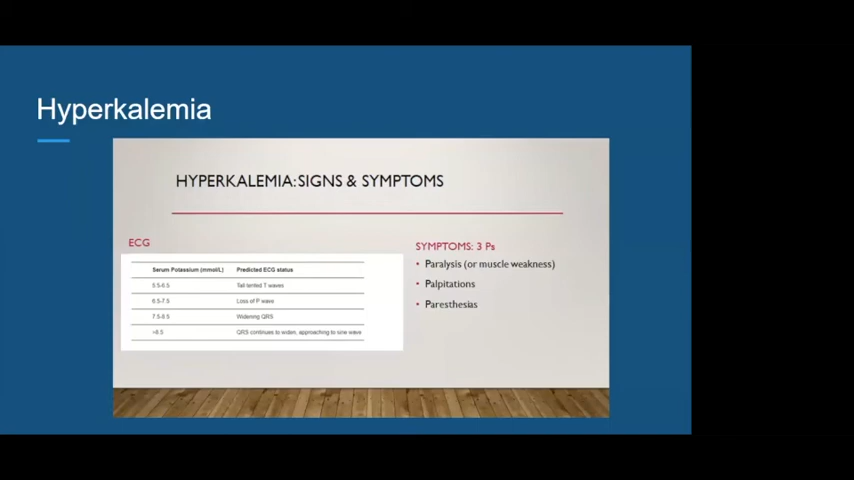 Hyperkalemia
HYPERKALEMIA: SIGNS & SYMPTOMS
ECG
Serum Potassium (mmol/L) Predicted ECG status
5.5-6.5 Tall tented T waves
6.5-7.5 Loss of P wave
7.5-8.5 Widening QRS
>8.5 QRS continues to widen, approaching to sine wave
SYMPTOMS: 3 Ps
• Paralysis (or muscle weakness)
• Palpitations
• Paresthesias